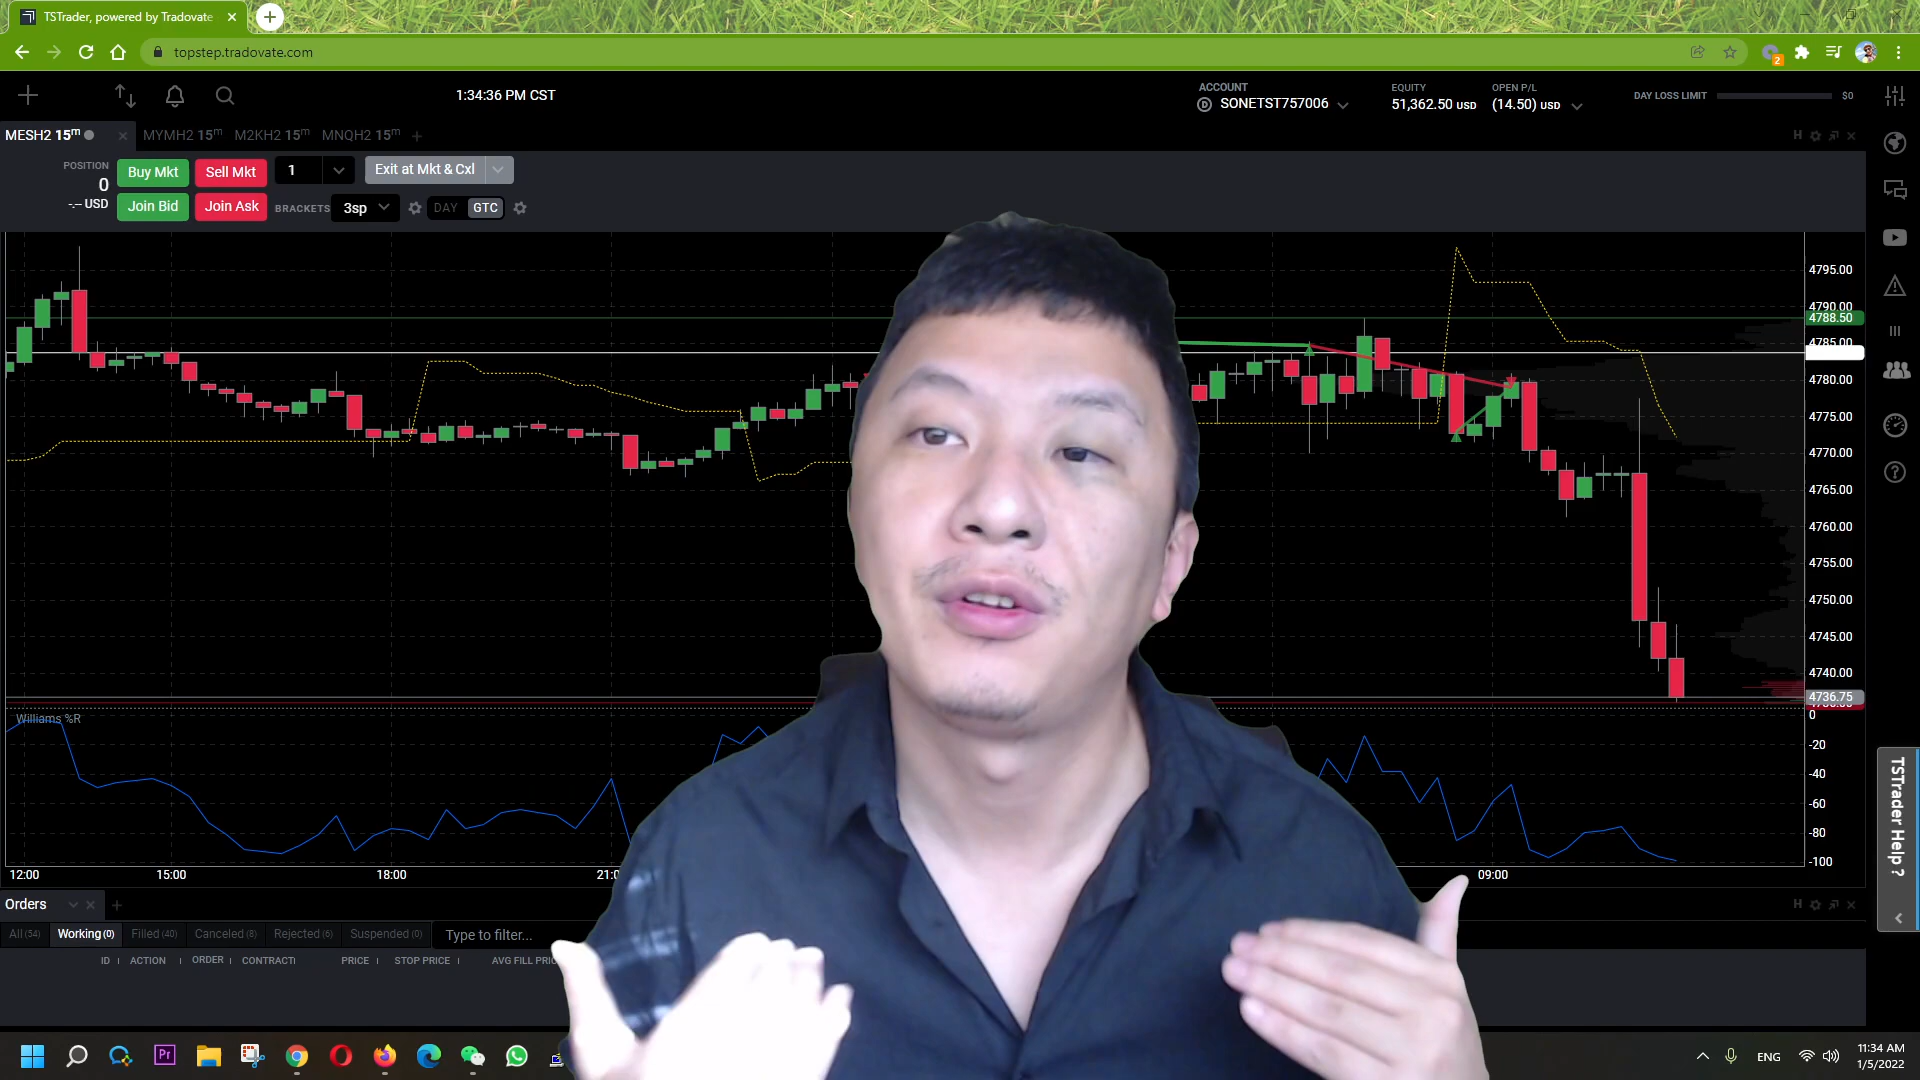 TSTrader, powered by Tradovate
topstep.tradovate.com
2
1:34:36 PM CST
ACCOUNT
SONETST757006
EQUITY
51,362.50 USD
OPEN P/L
(14.50) USD
DAY LOSS LIMIT
$0
MESH2 15m
MYMH2 15m
M2KH2 15m
MNQH2 15m
H
POSITION
0
-.-- USD
Buy Mkt
Sell Mkt
1
Exit at Mkt & Cxl
Join Bid
Join Ask
BRACKETS
3sp
DAY
GTC
4795.00
4790.00
4788.50
4785.00
4780.00
4775.00
4770.00
4765.00
4760.00
4755.00
4750.00
4745.00
4740.00
4736.75
Williams %R
0
-20
-40
-60
-80
-100
12:00
15:00
18:00
09:00
TSTrader Help ?
Orders
H
All (54)
Working (0)
Filled (40)
Canceled (8)
Rejected (6)
Suspended (0)
Type to filter...
ID
ACTION
ORDER
CONTRACT
PRICE
STOP PRICE
AVG FILL
Pr
ENG
11:34 AM
1/5/2022